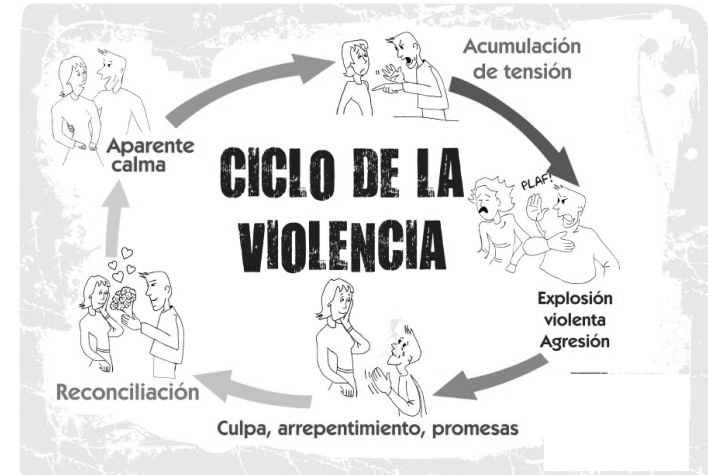 CICLO DE LA
VIOLENCIA
Acumulación
de tensión
PLAF!
Explosión
violenta
Agresión
Culpa, arrepentimiento, promesas
Reconciliación
Aparente
calma